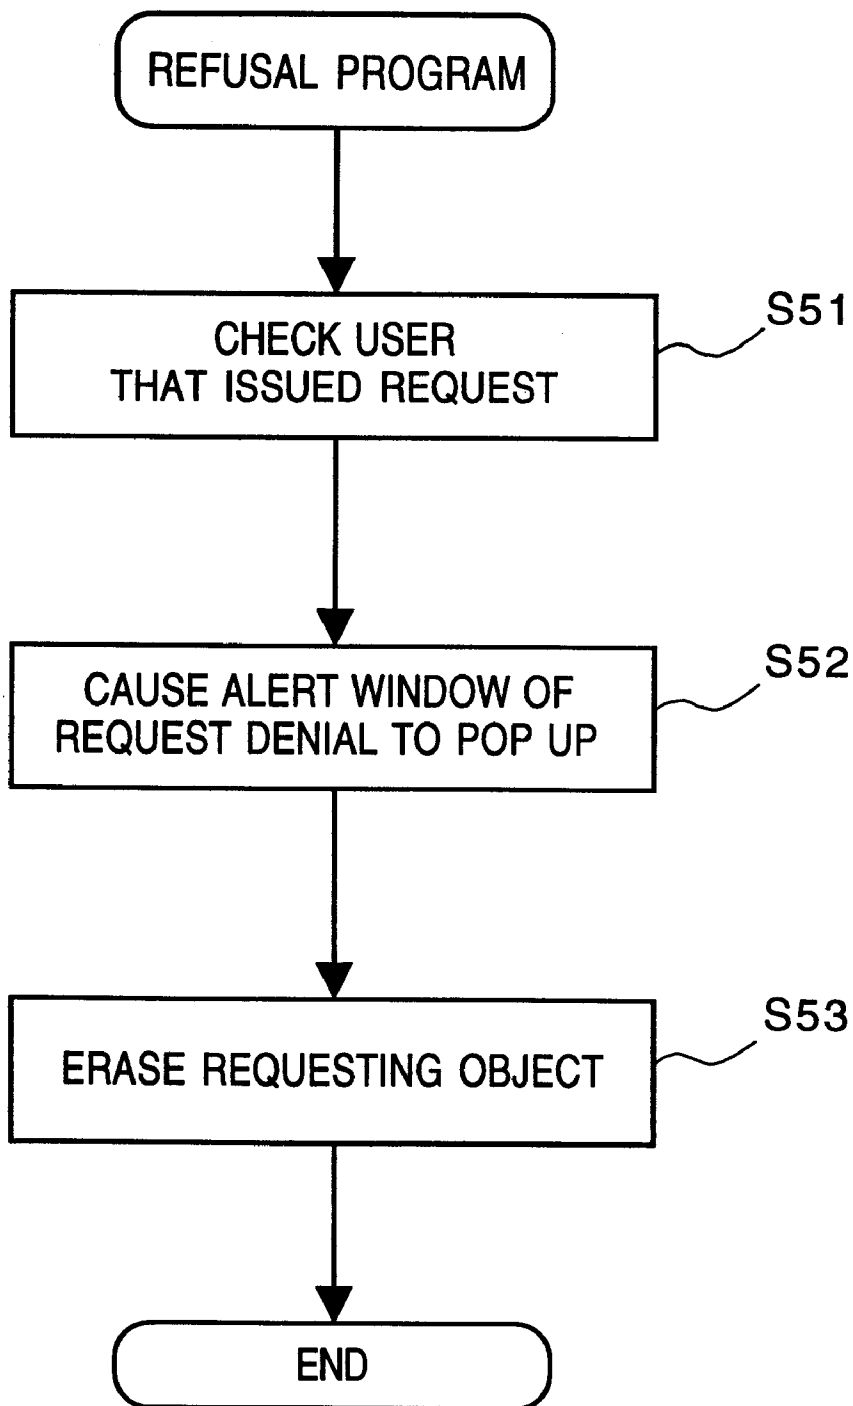 REFUSAL PROGRAM
S51
CHECK USER
THAT ISSUED REQUEST
S52
CAUSE ALERT WINDOW OF
REQUEST DENIAL TO POP UP
S53
ERASE REQUESTING OBJECT
END